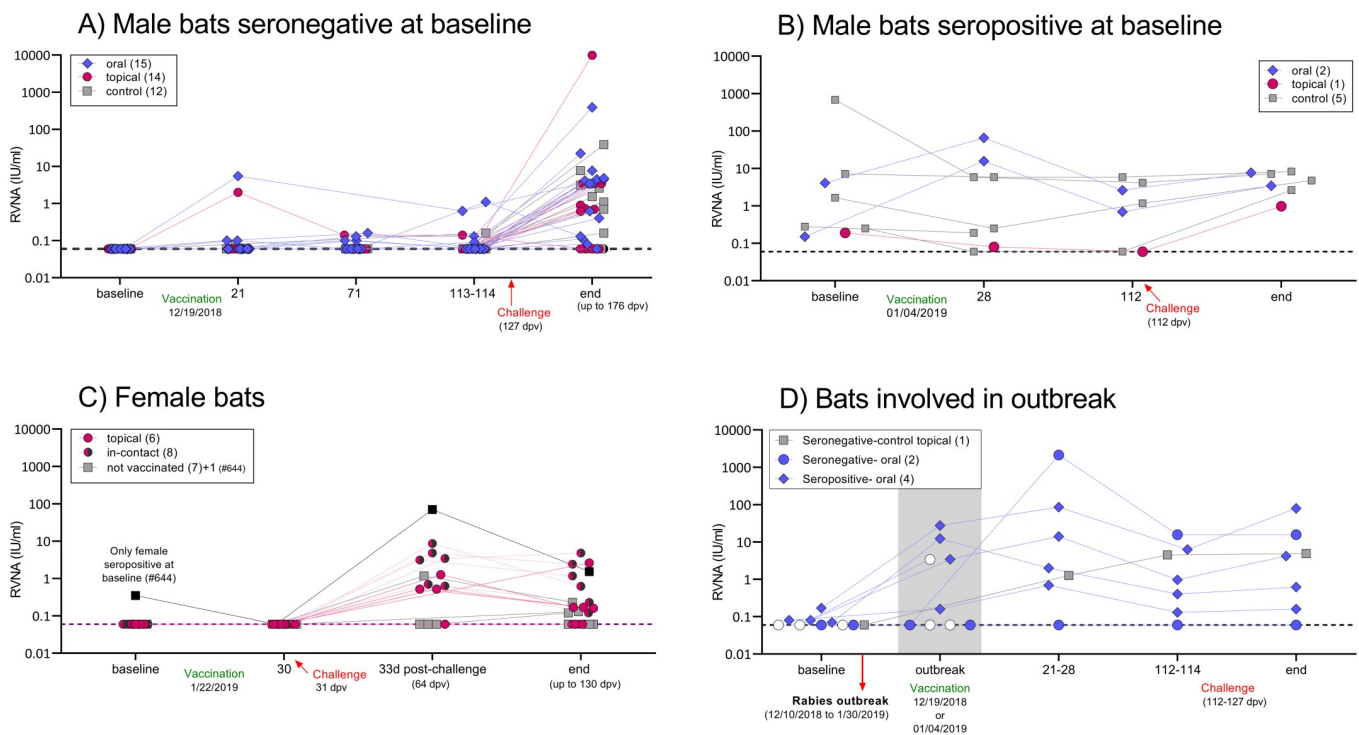 A) Male bats seronegative at baseline
RVNA (IU/ml)
10000
1000
100
10
1
0.1
0.01
oral (15)
topical (14)
control (12)
baseline
21
71
113-114
end
(up to 176 dpv)
Vaccination
12/19/2018
Challenge
(127 dpv)
B) Male bats seropositive at baseline
RVNA (IU/ml)
10000
1000
100
10
1
0.1
0.01
oral (2)
topical (1)
control (5)
baseline
28
112
end
Vaccination
01/04/2019
Challenge
(112 dpv)
C) Female bats
RVNA (IU/ml)
10000
1000
100
10
1
0.1
0.01
topical (6)
in-contact (8)
not vaccinated (7)+1 (#644)
Only female
seropositive at
baseline (#644)
baseline
30
33d post-challenge
(64 dpv)
end
(up to 130 dpv)
Vaccination
1/22/2019
Challenge
31 dpv
D) Bats involved in outbreak
RVNA (IU/ml)
10000
1000
100
10
1
0.1
0.01
Seronegative-control topical (1)
Seronegative- oral (2)
Seropositive- oral (4)
baseline
outbreak
21-28
112-114
end
Rabies outbreak
(12/10/2018 to 1/30/2019)
Vaccination
12/19/2018
or
01/04/2019
Challenge
(112-127 dpv)